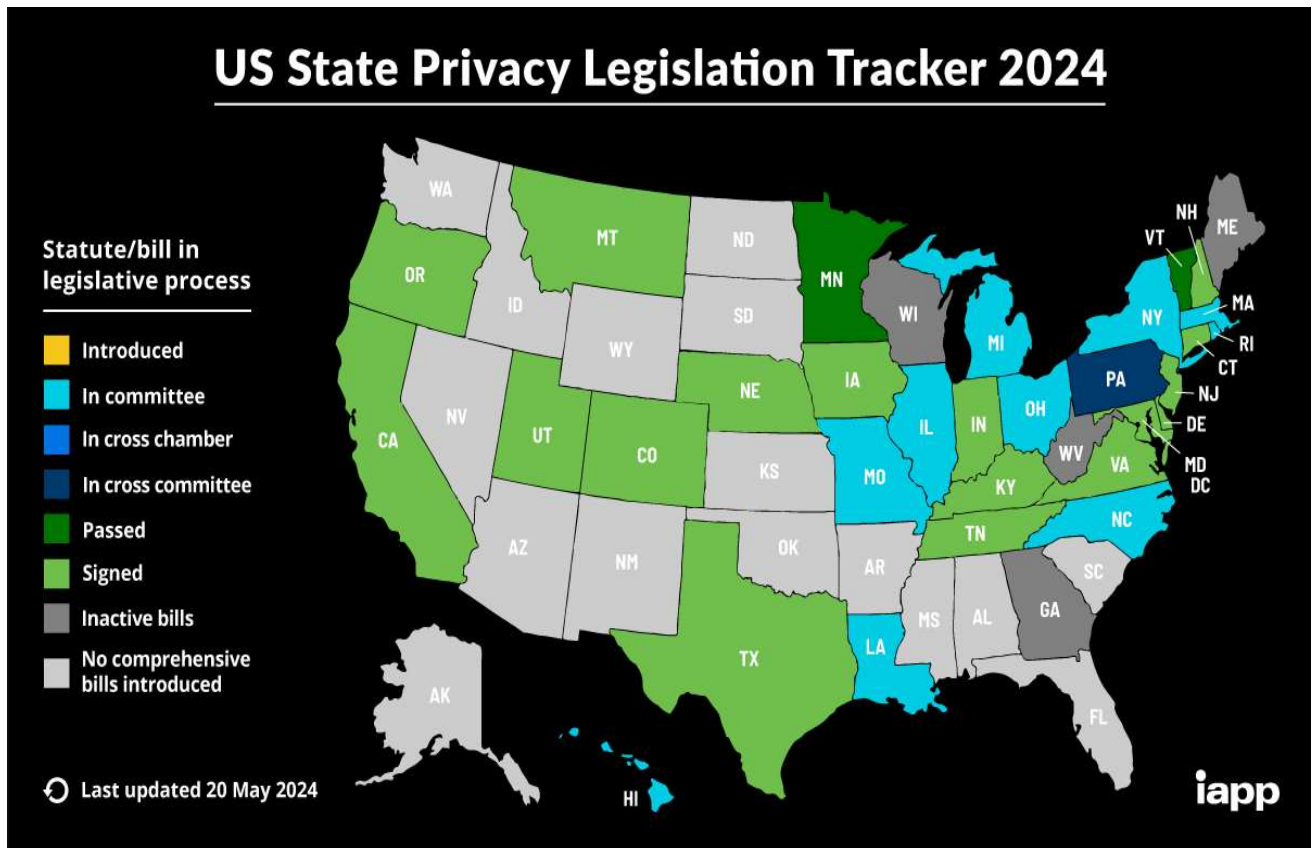 US State Privacy Legislation Tracker 2024
Statute/bill in
legislative process
Introduced
In committee
In cross chamber
In cross committee
Passed
Signed
Inactive bills
No comprehensive
bills introduced
Last updated 20 May 2024
WA
OR
CA
NV
ID
MT
WY
UT
AZ
CO
NM
ND
SD
NE
KS
OK
TX
MN
IA
MO
AR
LA
WI
IL
MI
IN
OH
KY
TN
MS
AL
GA
FL
SC
NC
VA
WV
PA
NY
VT
NH
ME
MA
RI
CT
NJ
DE
MD
DC
AK
HI
iapp